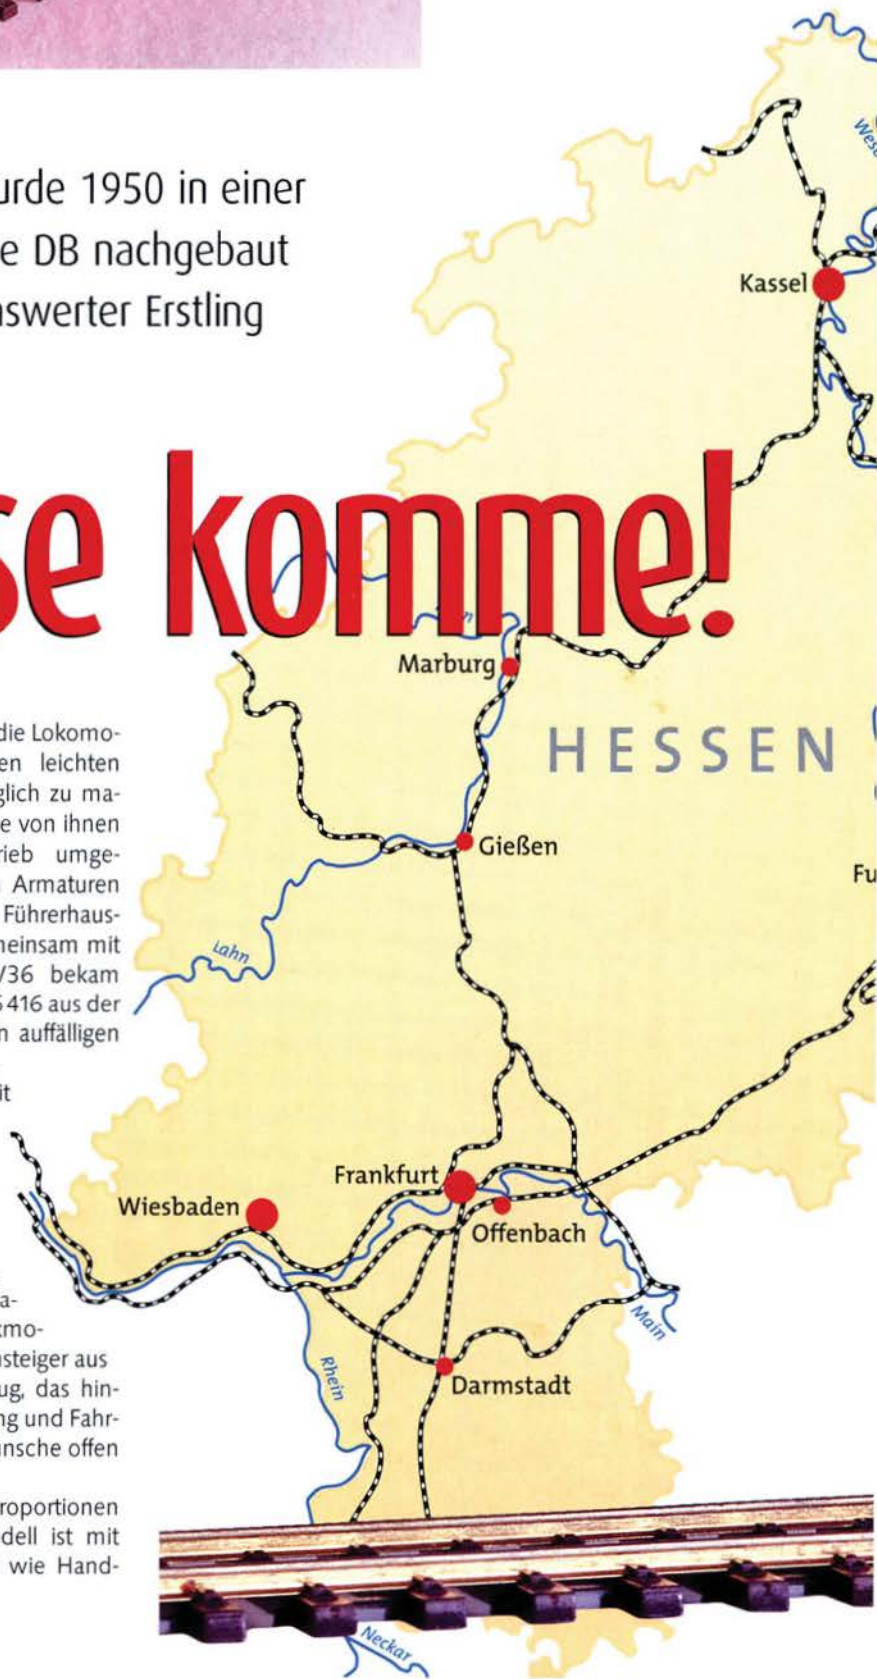 urde 1950 in einer
e DB nachgebaut
nswerter Erstling
se komme!
die Lokomo-
en leichten
glich zu ma-
e von ihnen
rieb umge-
Armaturen
Führerhaus-
neinsam mit
/36 bekam
416 aus der
n auffälligen
it
a-
mo-
steiger aus
ug, das hin-
ng und Fahr-
ünsche offen
roportionen
dell ist mit
wie Hand-
Kassel
Marburg
HESSEN
Gießen
Fu
Lahn
Frankfurt
Wiesbaden
Offenbach
Main
Rhein
Darmstadt
Neckar